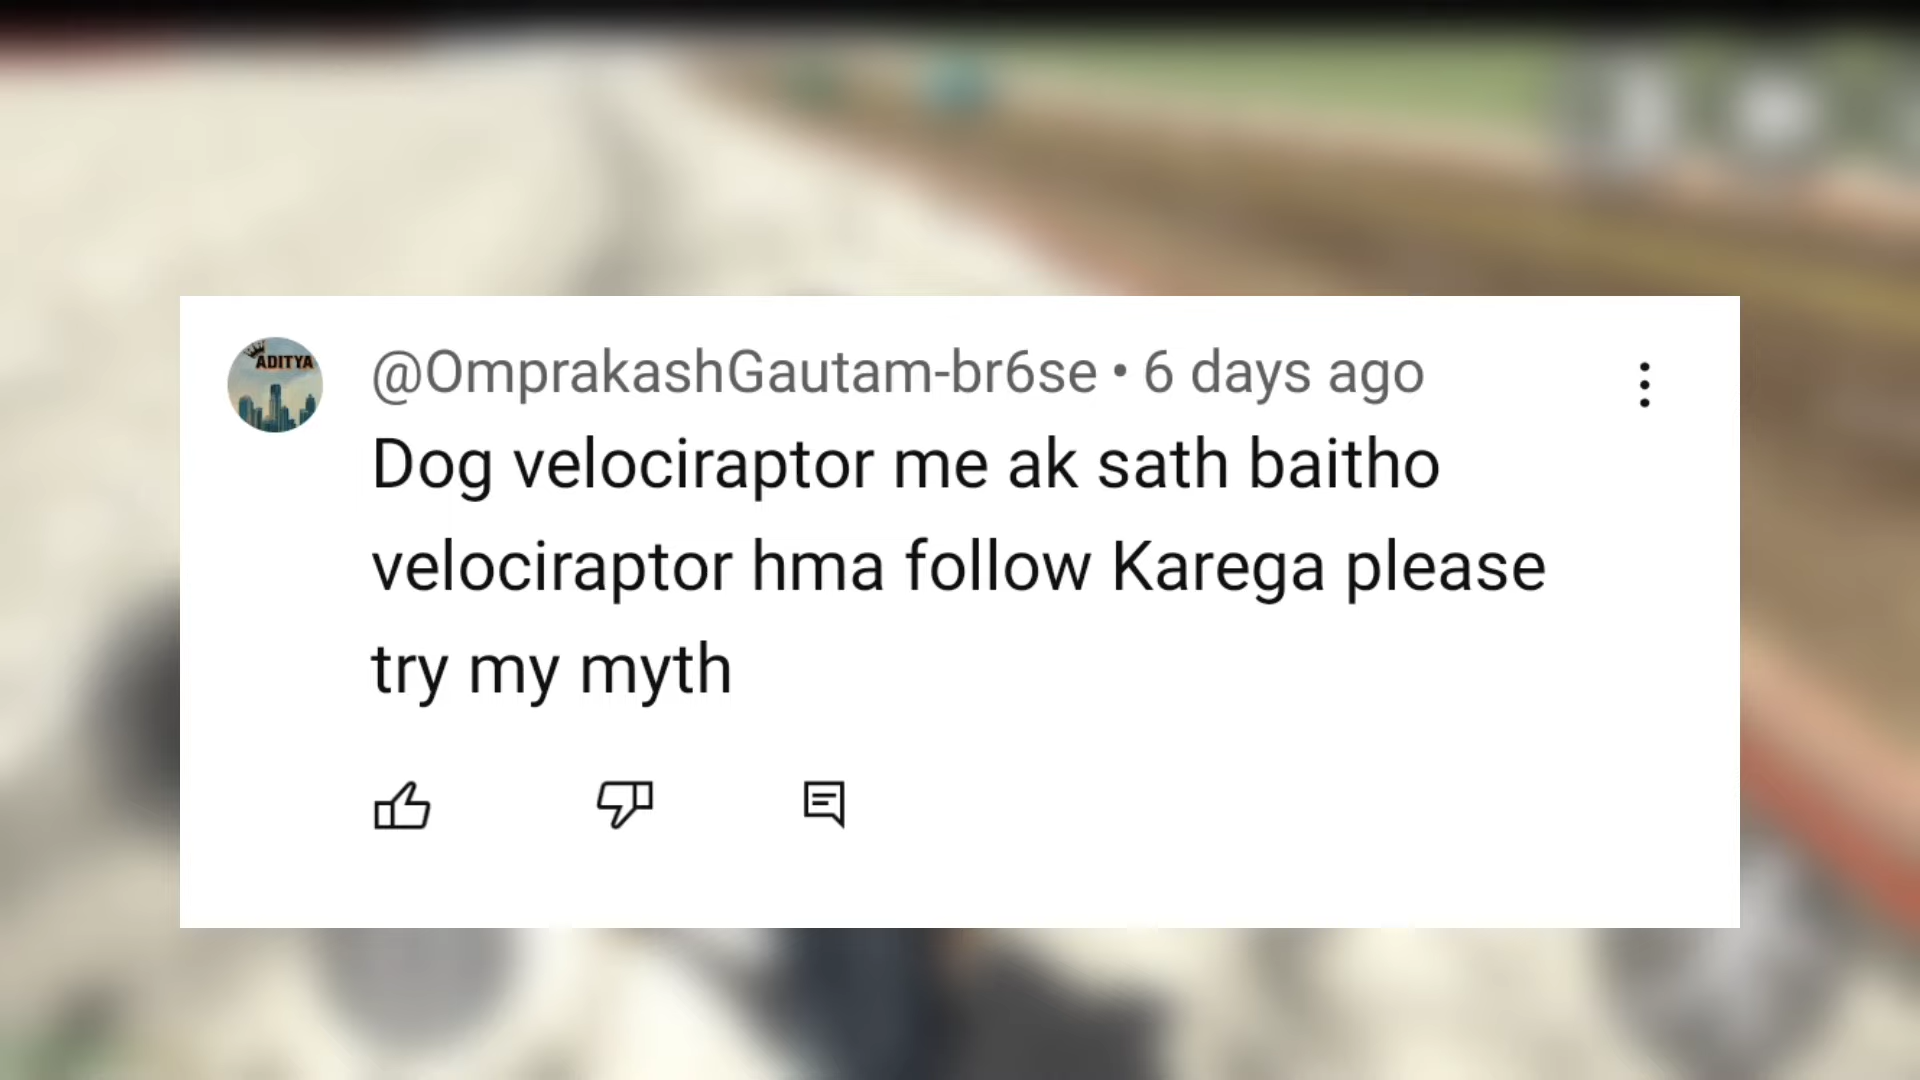 ADITYA
@OmprakashGautam-br6se • 6 days ago
Dog velociraptor me ak sath baitho
velociraptor hma follow Karega please
try my myth